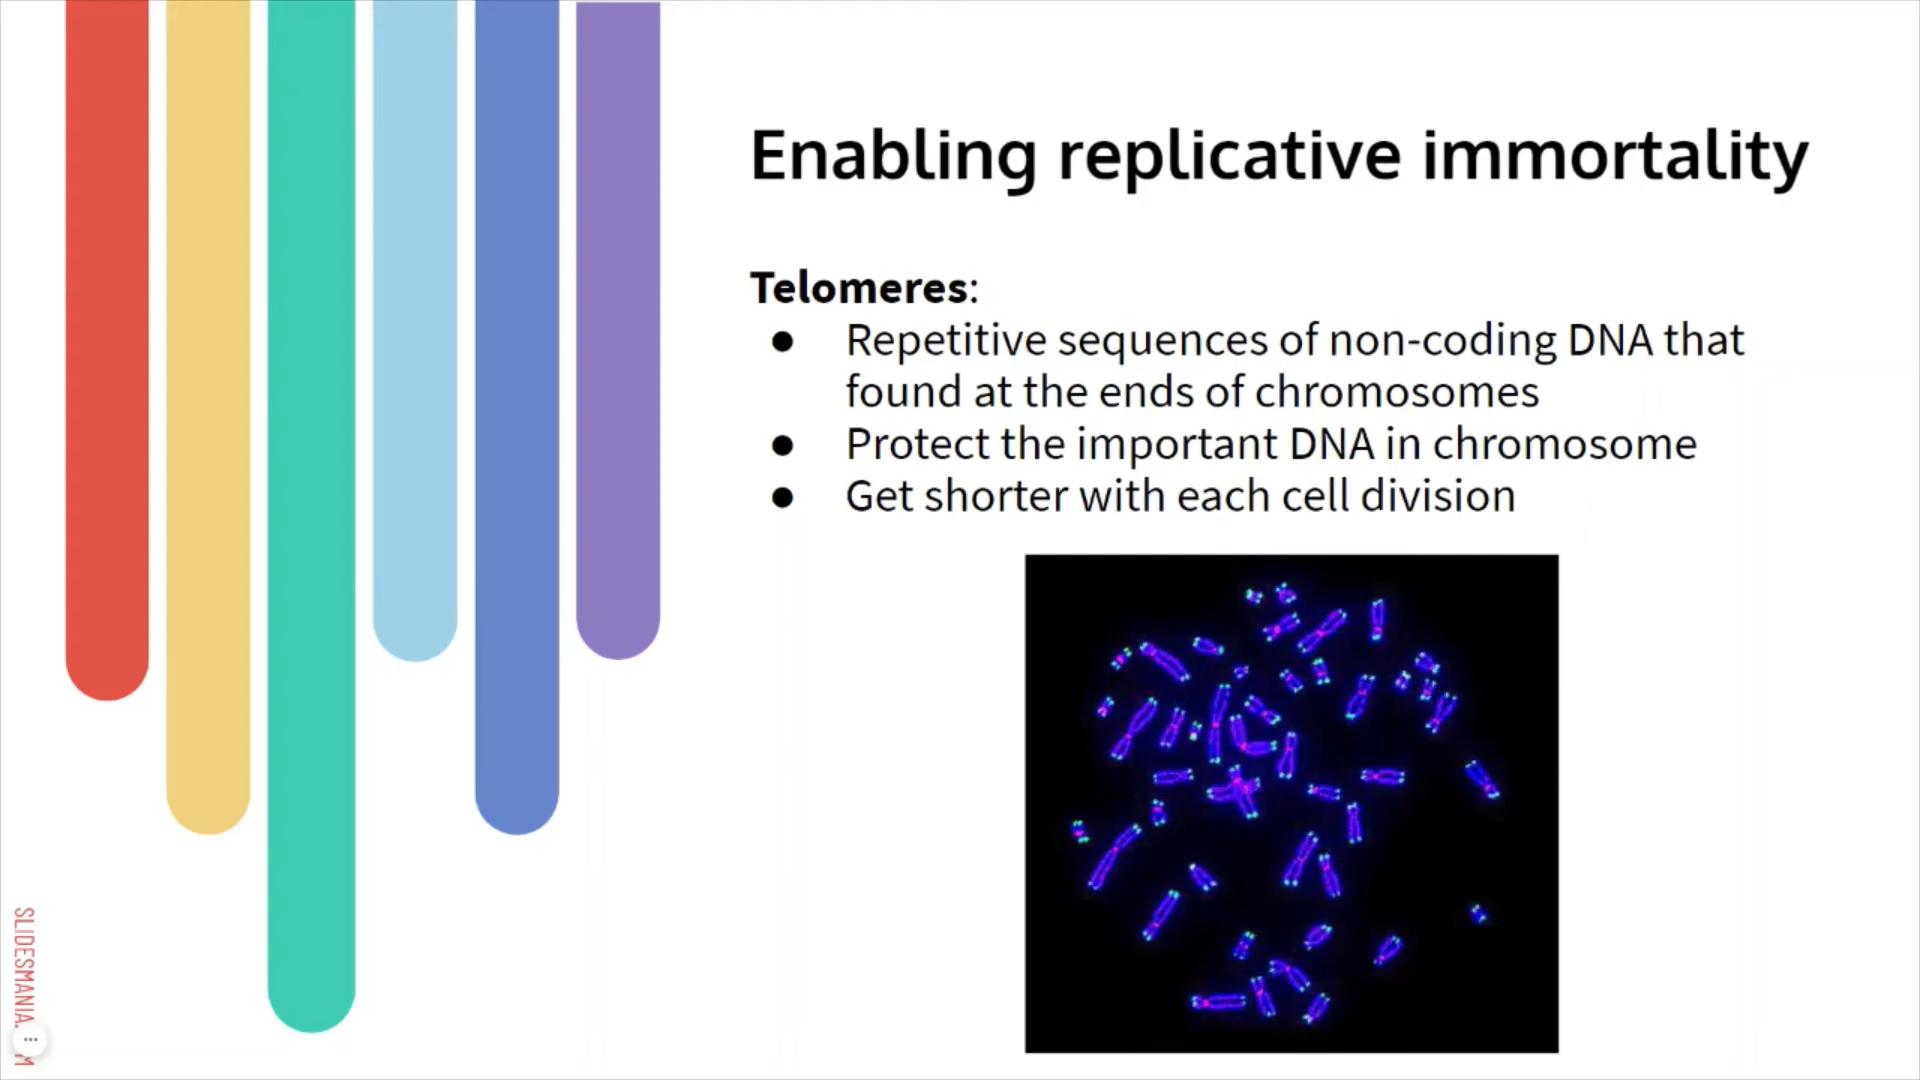 Enabling replicative immortality
Telomeres:
● Repetitive sequences of non-coding DNA that
found at the ends of chromosomes
● Protect the important DNA in chromosome
● Get shorter with each cell division
SLIDESMANIA.